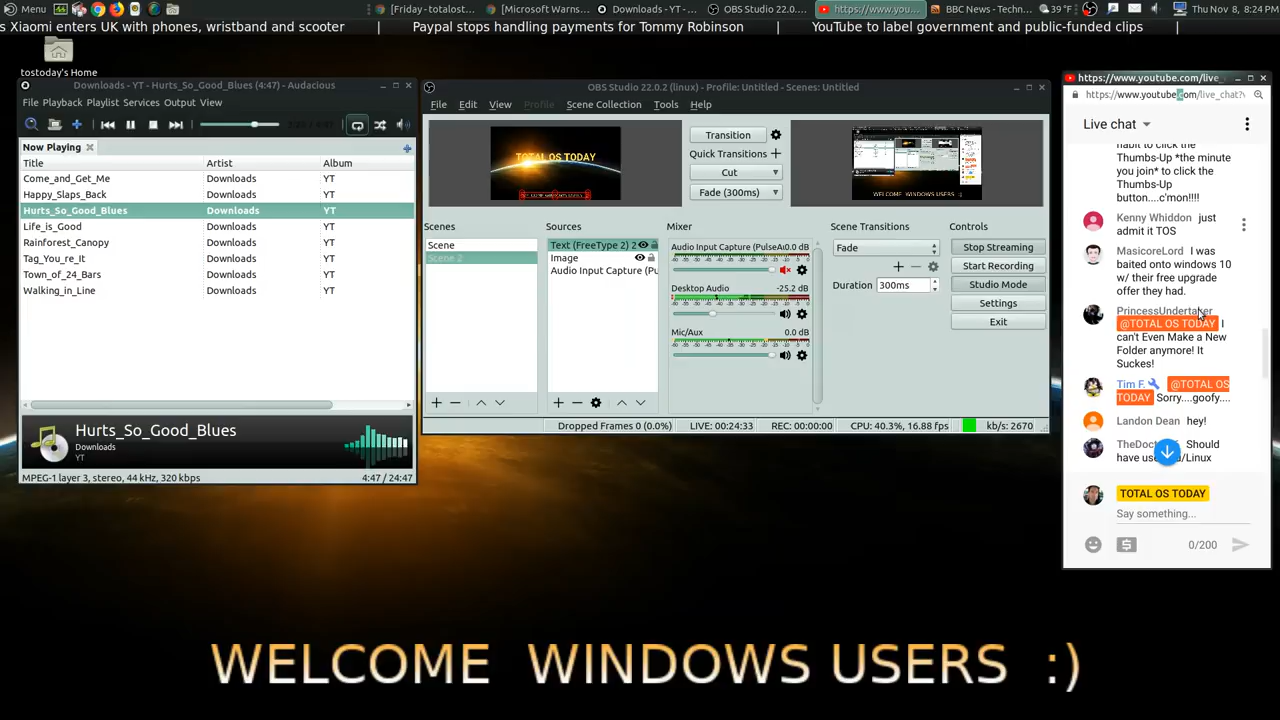 Menu
[Friday - totalost...
[Microsoft Warns...
Downloads - YT - ...
OBS Studio 22.0....
https://www.you...
BBC News - Techn...
39 °F
Thu Nov 8, 8:24 PM
s Xiaomi enters UK with phones, wristband and scooter | Paypal stops handling payments for Tommy Robinson | YouTube to label government and public-funded clips |
tostoday's Home
Downloads - YT - Hurts_So_Good_Blues (4:47) - Audacious
File Playback Playlist Services Output View
Now Playing
Title Artist Album
Come_and_Get_Me Downloads YT
Happy_Slaps_Back Downloads YT
Hurts_So_Good_Blues Downloads YT
Life_is_Good Downloads YT
Rainforest_Canopy Downloads YT
Tag_You_re_It Downloads YT
Town_of_24_Bars Downloads YT
Walking_in_Line Downloads YT
Hurts_So_Good_Blues
Downloads
YT
MPEG-1 layer 3, stereo, 44 kHz, 320 kbps
4:47 / 24:47
OBS Studio 22.0.2 (linux) - Profile: Untitled - Scenes: Untitled
File Edit View Profile Scene Collection Tools Help
TOTAL OS TODAY
Transition
Quick Transitions
Cut
Fade (300ms)
WELCOME WINDOWS USERS :)
Scenes
Scene
Scene 2
Sources
Text (FreeType 2) 2
Image
Audio Input Capture (Pu
Mixer
Audio Input Capture (PulseAu 0.0 dB
Desktop Audio -25.2 dB
Mic/Aux 0.0 dB
Scene Transitions
Fade
Duration 300ms
Controls
Stop Streaming
Start Recording
Studio Mode
Settings
Exit
Dropped Frames 0 (0.0%)
LIVE: 00:24:33
REC: 00:00:00
CPU: 40.3%, 16.88 fps
kb/s: 2670
https://www.youtube.com/live_
https://www.youtube.com/live_chat?
Live chat
habit to click the
Thumbs-Up *the minute
you join* to click the
Thumbs-Up
button...c'mon!!!!
Kenny Whiddon just
admit it TOS
MasicoreLord I was
baited onto windows 10
w/ their free upgrade
offer they had.
PrincessUndertaker
@TOTAL OS TODAY I
can't Even Make a New
Folder anymore! It
Suckes!
Tim F. @TOTAL OS
TODAY Sorry....goofy....
Landon Dean hey!
Should
TOTAL OS TODAY
Say something...
0/200
WELCOME WINDOWS USERS :)